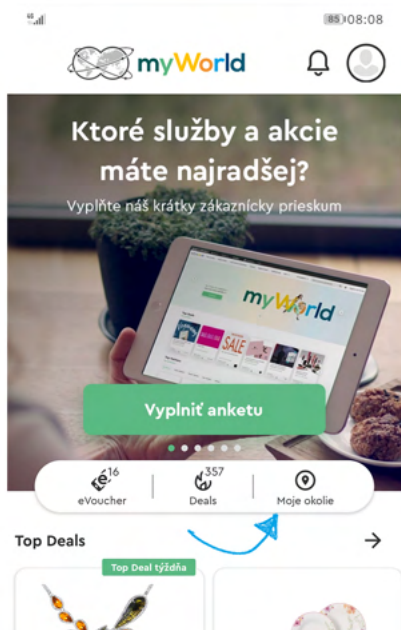 85 08:08
myWorld
Ktoré služby a akcie
máte najradšej?
Vyplňte náš krátky zákaznícky prieskum
myWorld
SALE
Vyplniť anketu
16
357
eVoucher
Deals
Moje okolie
Top Deals
Top Deal týždňa